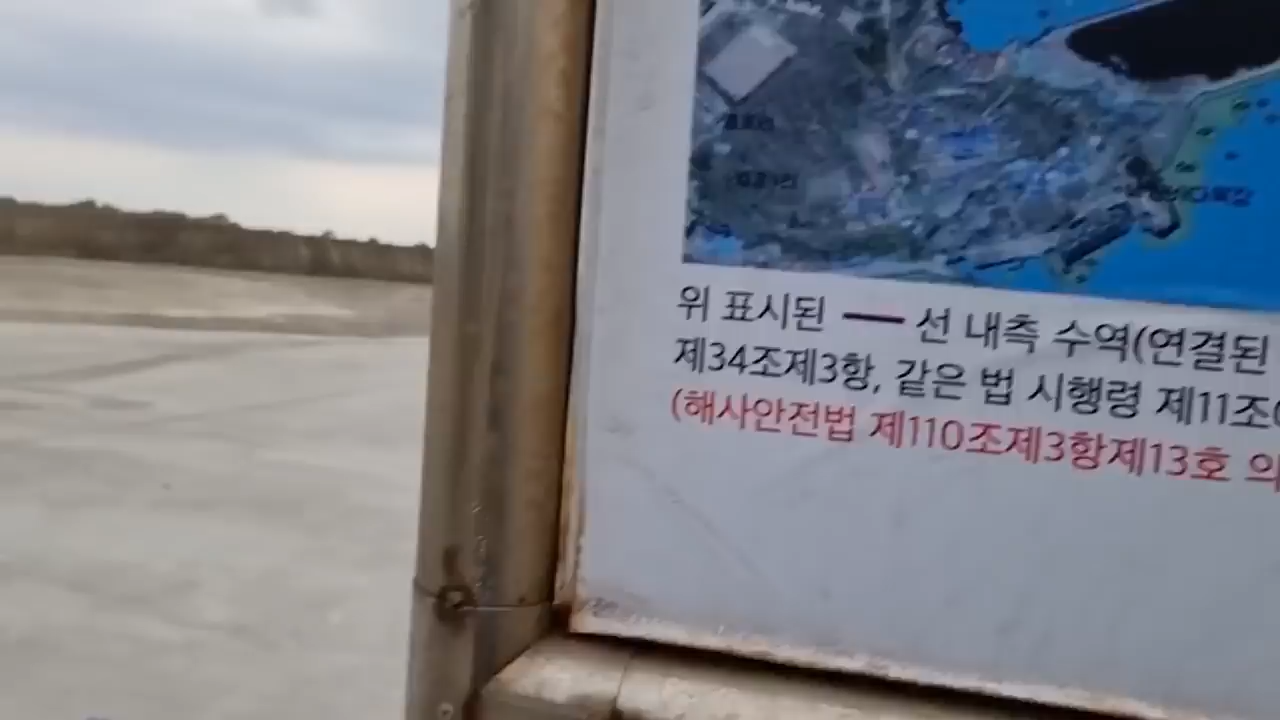 위 표시된 — 선 내측 수역(연결된
제34조제3항, 같은 법 시행령 제11조(
(해사안전법 제110조제3항제13호 의